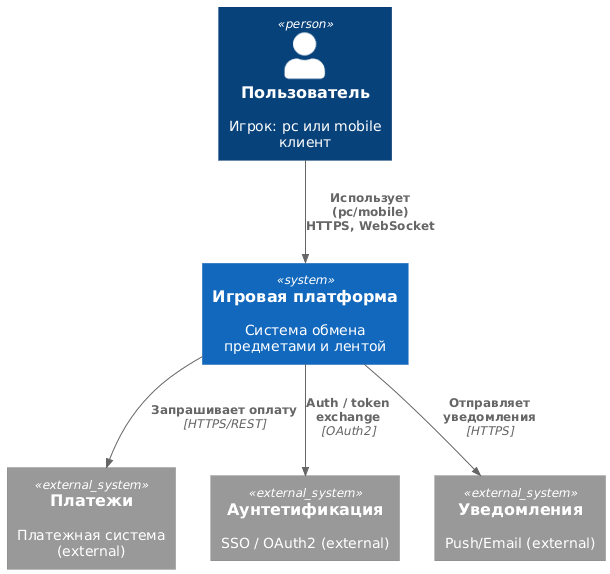 «person»
Пользователь
Игрок: pc или mobile
клиент
Использует
(pc/mobile)
HTTPS, WebSocket
«system»
Игровая платформа
Система обмена
предметами и лентой
Запрашивает оплату
[HTTPS/REST]
Auth / token
exchange
[OAuth2]
Отправляет
уведомления
[HTTPS]
«external_system»
Платежи
Платежная система
(external)
«external_system»
Аунтетификация
SSO / OAuth2 (external)
«external_system»
Уведомления
Push/Email (external)